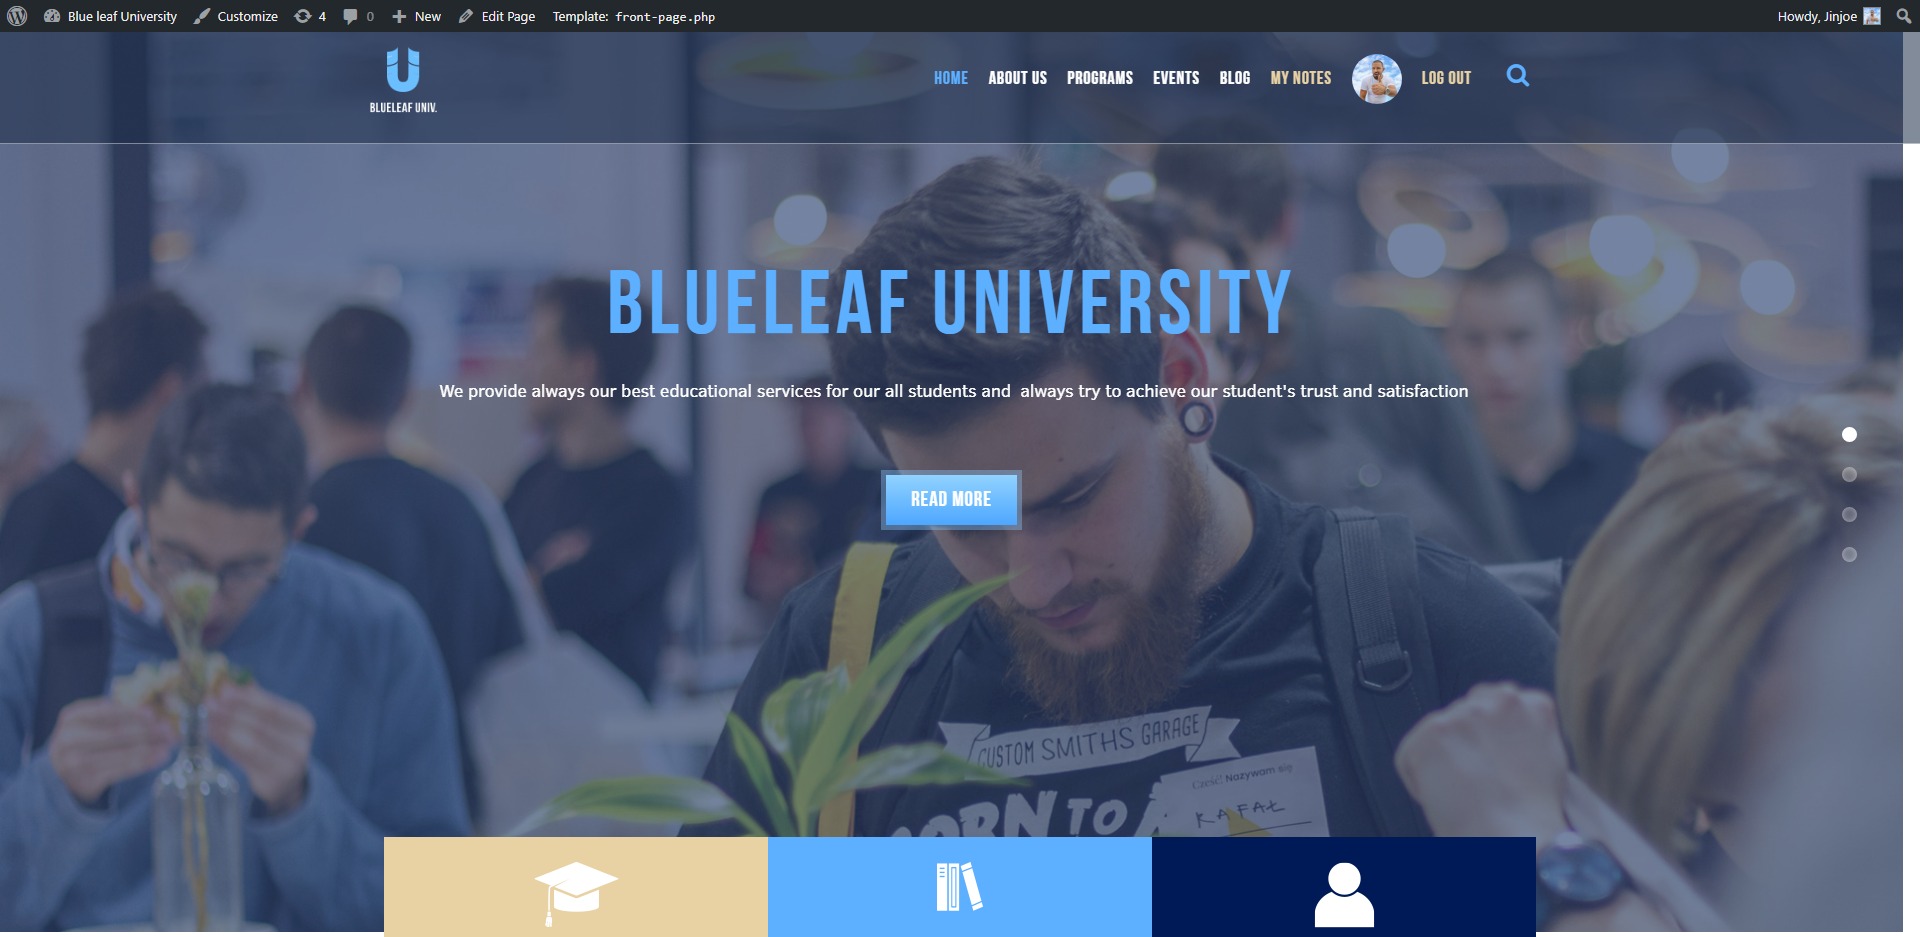 Blue leaf University Customize 4 0 New Edit Page Template: front-page.php Howdy, Jinjoe
U
BLUELEAF UNIV.
HOME ABOUT US PROGRAMS EVENTS BLOG MY NOTES LOG OUT
BLUELEAF UNIVERSITY
We provide always our best educational services for our all students and always try to achieve our student's trust and satisfaction
READ MORE
CUSTOM SMITHS GARAGE
Cześć! Nazywam się
RAFAŁ
TO